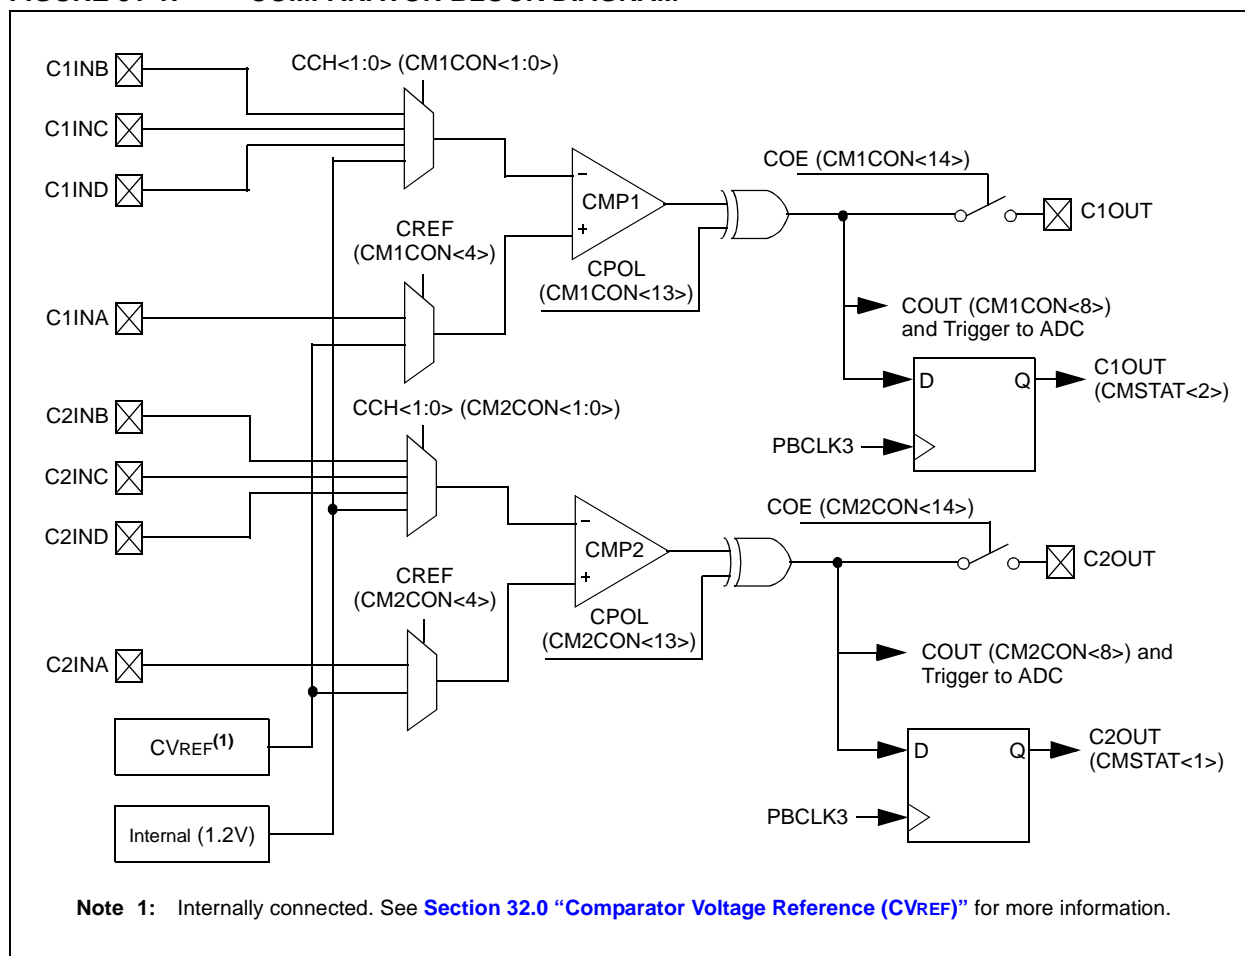 C1INB
CCH<1:0> (CM1CON<1:0>)
C1INC
C1IND
COE (CM1CON<14>)
C1OUT
CMP1
CREF
(CM1CON<4>)
CPOL
(CM1CON<13>)
C1INA
COUT (CM1CON<8>)
and Trigger to ADC
D
Q
C1OUT
(CMSTAT<2>)
PBCLK3
C2INB
CCH<1:0> (CM2CON<1:0>)
C2INC
C2IND
COE (CM2CON<14>)
C2OUT
CMP2
CREF
(CM2CON<4>)
CPOL
(CM2CON<13>)
C2INA
COUT (CM2CON<8>) and
Trigger to ADC
CVREF(1)
D
Q
C2OUT
(CMSTAT<1>)
PBCLK3
Internal (1.2V)
Note 1: Internally connected. See Section 32.0 “Comparator Voltage Reference (CVREF)” for more information.